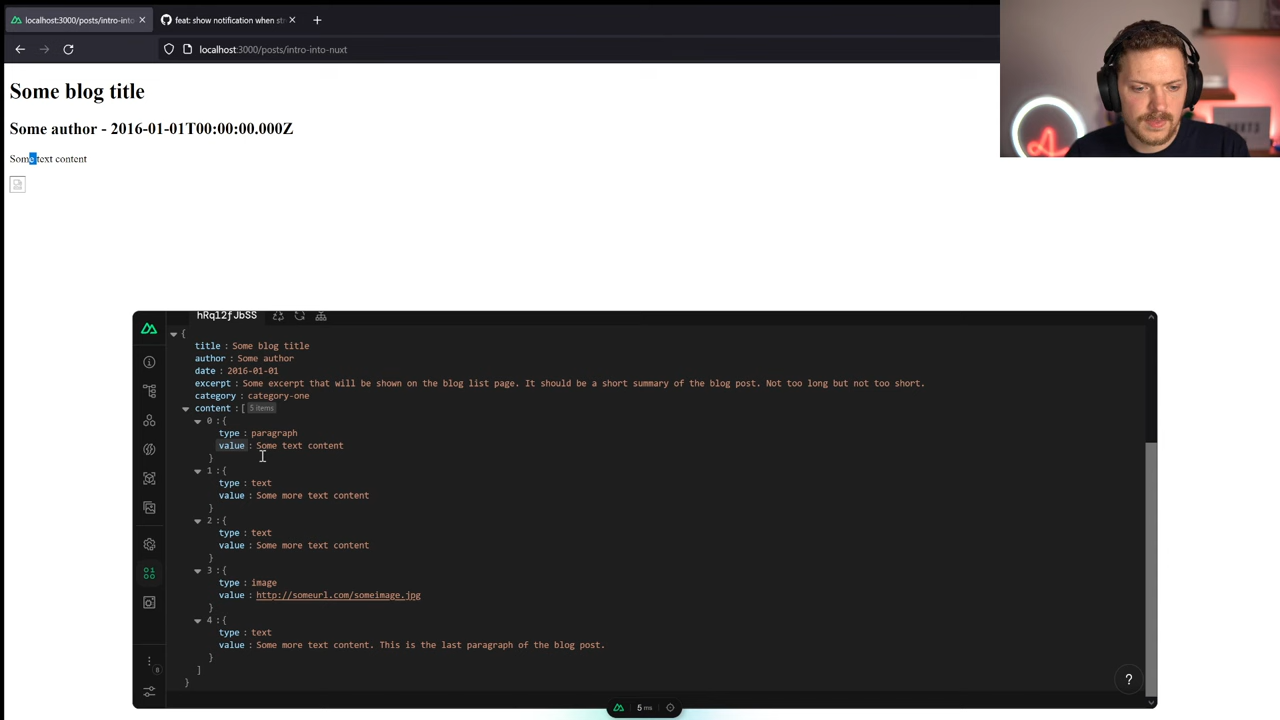 localhost:3000/posts/intro-into-
feat: show notification when st
localhost:3000/posts/intro-into-nuxt
Some blog title
Some author - 2016-01-01T00:00:00.000Z
Some text content
hRql2fJbSS
{
title : Some blog title
author : Some author
date : 2016-01-01
excerpt : Some excerpt that will be shown on the blog list page. It should be a short summary of the blog post. Not too long but not too short.
category : category-one
content : [ 5 items
0 : {
type : paragraph
value : Some text content
}
1 : {
type : text
value : Some more text content
}
2 : {
type : text
value : Some more text content
}
3 : {
type : image
value : http://someurl.com/someimage.jpg
}
4 : {
type : text
value : Some more text content. This is the last paragraph of the blog post.
}
]
}
8
?
5 ms